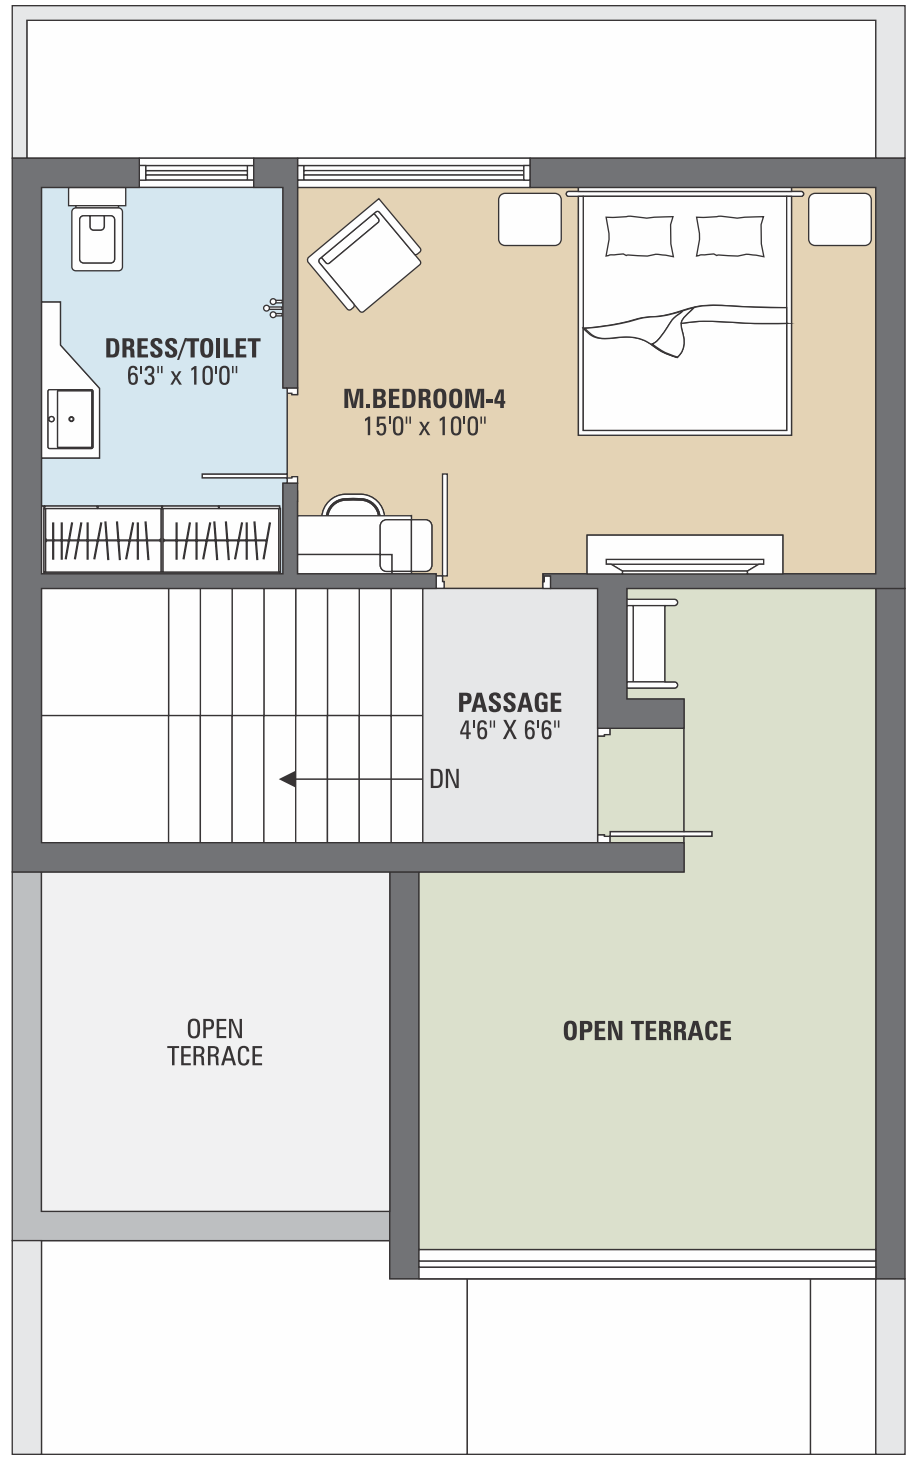 DRESS/TOILET
6'3" x 10'0"
M.BEDROOM-4
15'0" x 10'0"
PASSAGE
4'6" X 6'6"
DN
OPEN
TERRACE
OPEN TERRACE